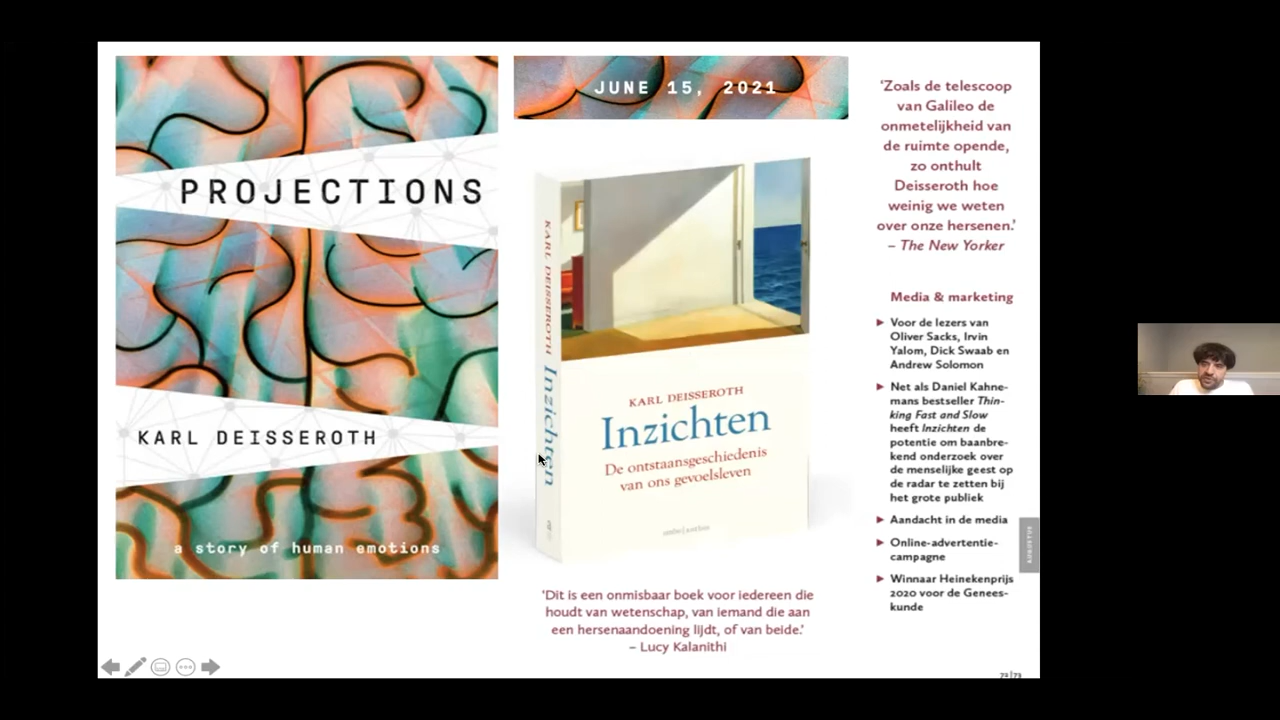 PROJECTIONS
KARL DEISSEROTH
a story of human emotions
JUNE 15, 2021
KARL DEISSEROTH Inzichten
a
KARL DEISSEROTH
Inzichten
De ontstaansgeschiedenis
van ons gevoelsleven
ambo|anthos
'Dit is een onmisbaar boek voor iedereen die
houdt van wetenschap, van iemand die aan
een hersenaandoening lijdt, of van beide.'
– Lucy Kalanithi
'Zoals de telescoop
van Galileo de
onmetelijkheid van
de ruimte opende,
zo onthult
Deisseroth hoe
weinig we weten
over onze hersenen.'
– The New Yorker
Media & marketing
Voor de lezers van
Oliver Sacks, Irvin
Yalom, Dick Swaab en
Andrew Solomon
Net als Daniel Kahne-
mans bestseller Thin-
king Fast and Slow
heeft Inzichten de
potentie om baanbre-
kend onderzoek over
de menselijke geest op
de radar te zetten bij
het grote publiek
Aandacht in de media
Online-advertentie-
campagne
Winnaar Heinekenprijs
2020 voor de Genees-
kunde
AUGUSTUS
72|73